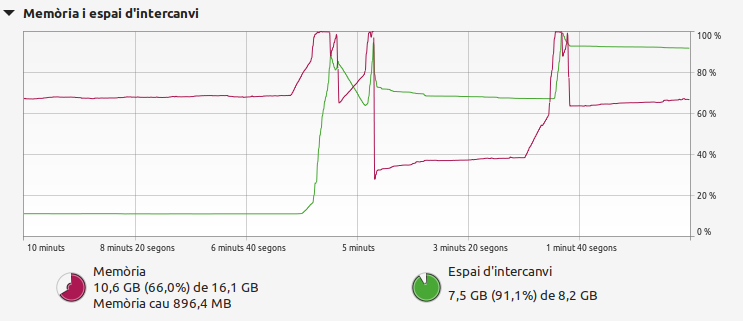 Memòria i espai d'intercanvi
100 %
80 %
60 %
40 %
20 %
0 %
10 minuts
8 minuts 20 segons
6 minuts 40 segons
5 minuts
3 minuts 20 segons
1 minut 40 segons
Memòria
10,6 GB (66,0%) de 16,1 GB
Memòria cau 896,4 MB
Espai d'intercanvi
7,5 GB (91,1%) de 8,2 GB